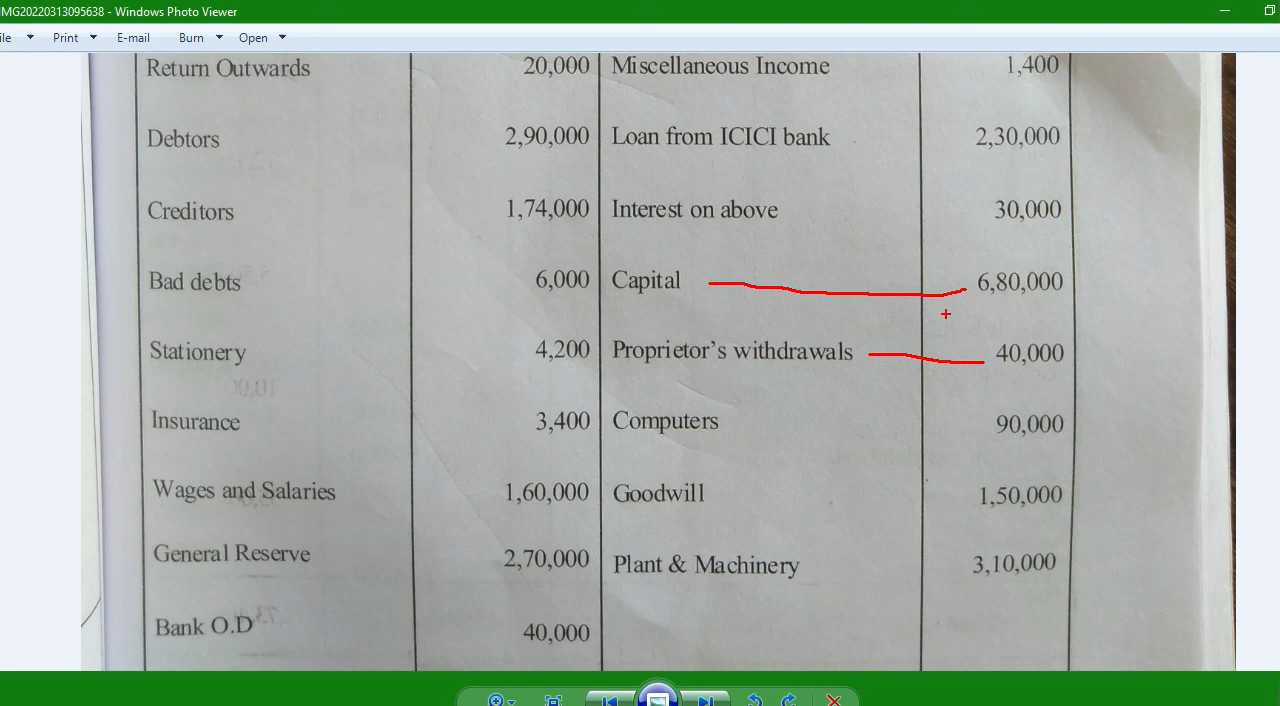 MG20220313095638 - Windows Photo Viewer
ile Print E-mail Burn Open
Return Outwards 20,000 Miscellaneous Income 1,400
Debtors 2,90,000 Loan from ICICI bank 2,30,000
Creditors 1,74,000 Interest on above 30,000
Bad debts 6,000 Capital 6,80,000
Stationery 4,200 Proprietor's withdrawals 40,000
Insurance 3,400 Computers 90,000
Wages and Salaries 1,60,000 Goodwill 1,50,000
General Reserve 2,70,000 Plant & Machinery 3,10,000
Bank O.D 40,000